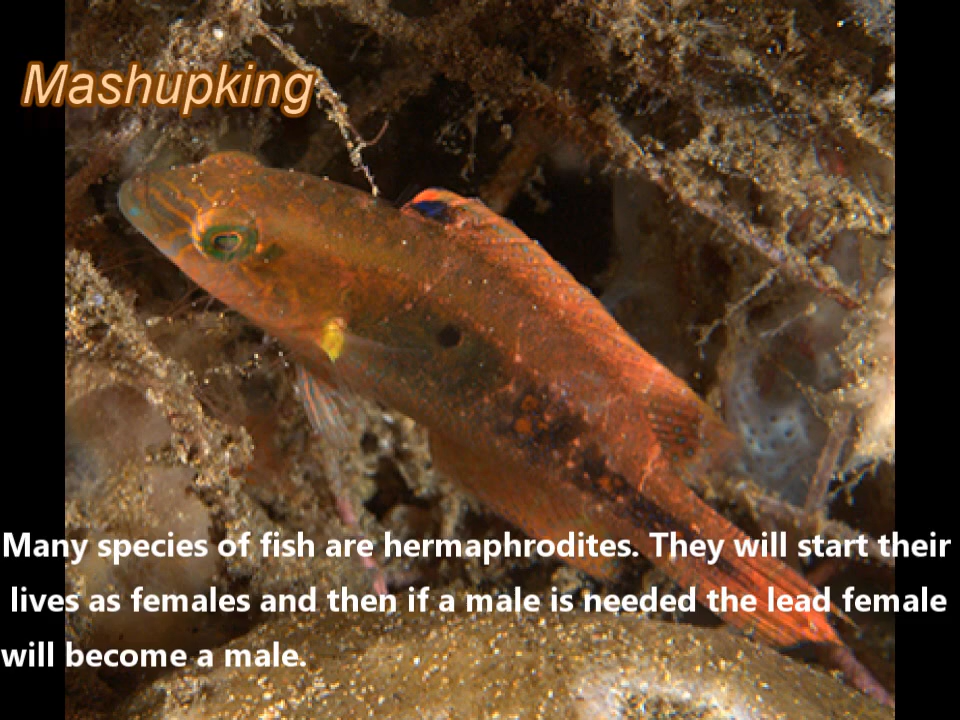 Mashupking
Many species of fish are hermaphrodites. They will start their
lives as females and then if a male is needed the lead female
will become a male.